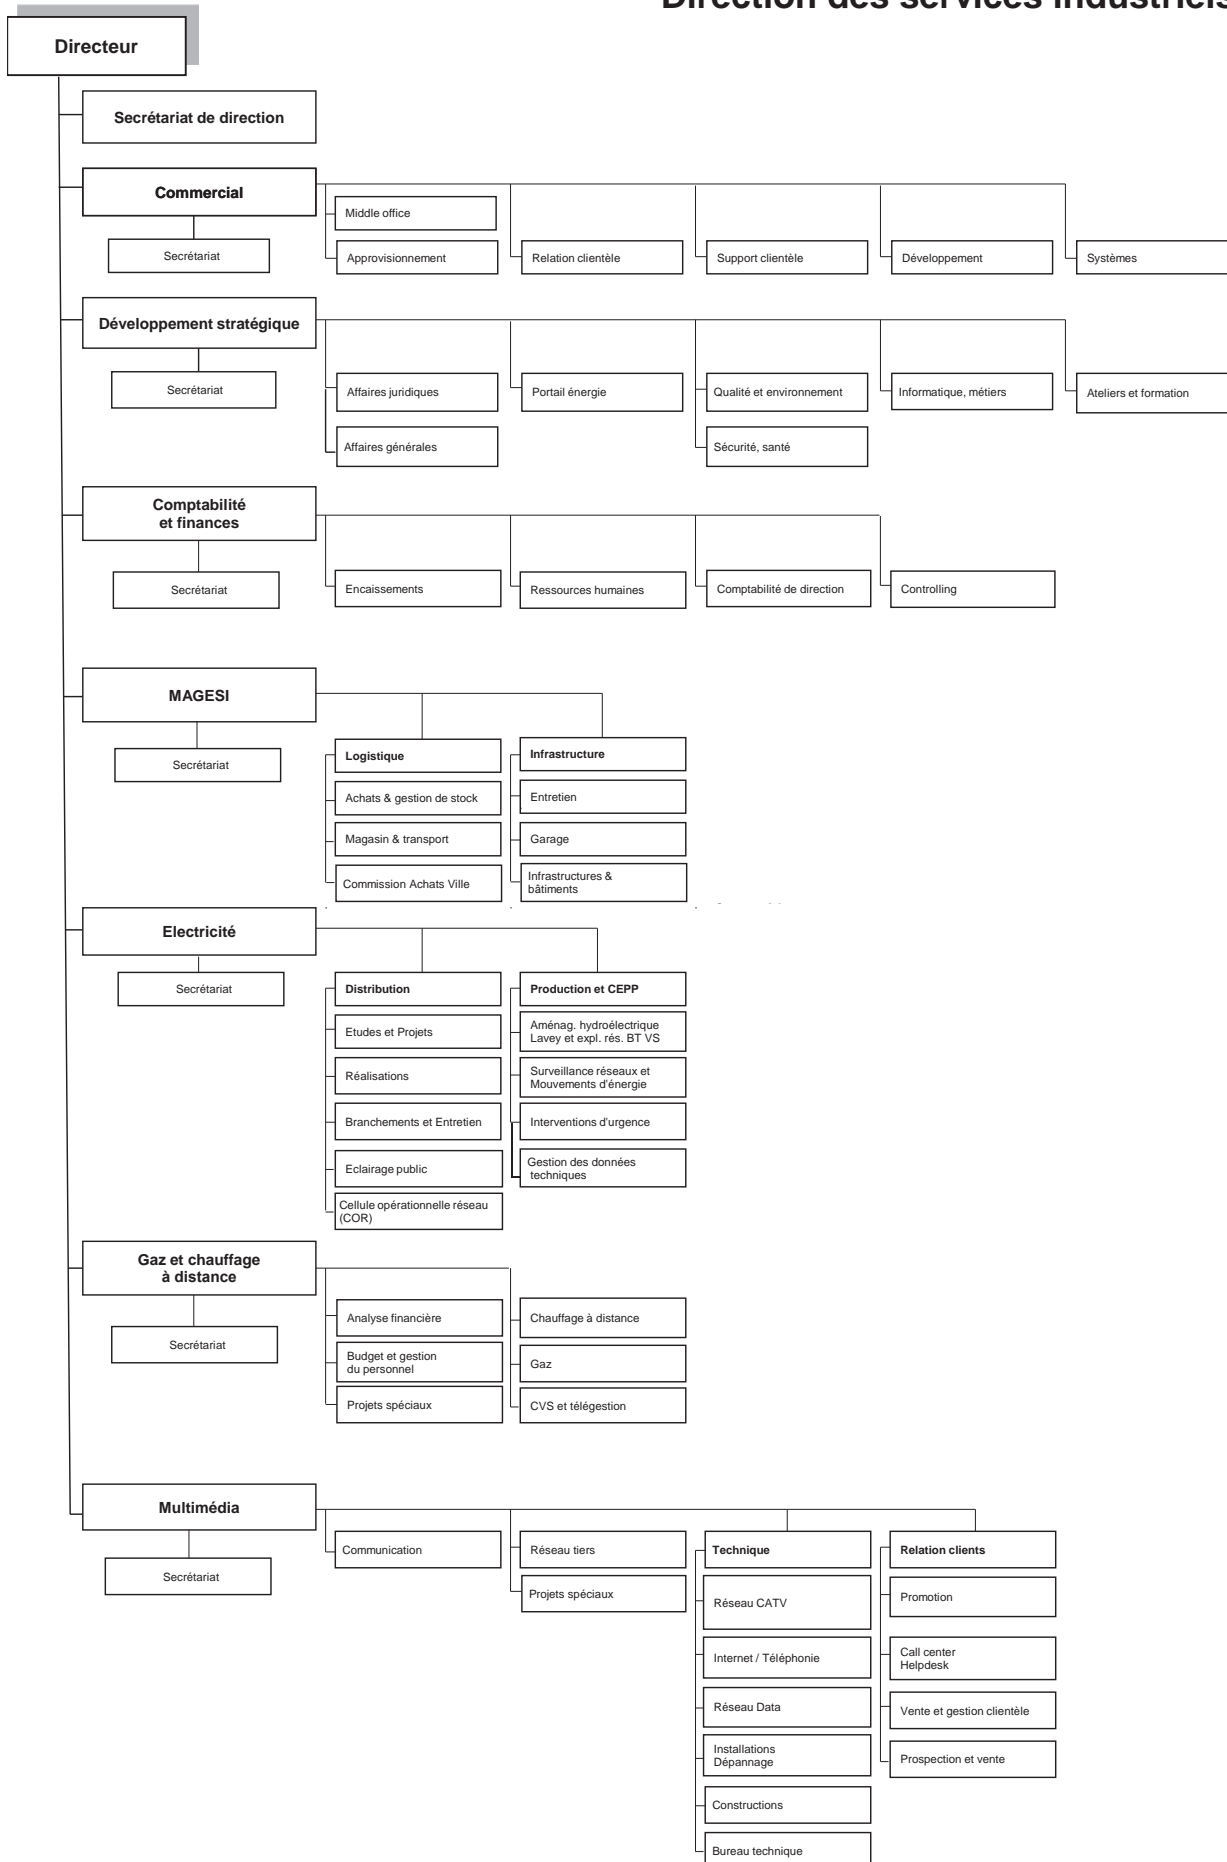 Direction des services industriels
Directeur
Secrétariat de direction
Commercial
Secrétariat
Middle office
Approvisionnement
Relation clientèle
Support clientèle
Développement
Systèmes
Développement stratégique
Secrétariat
Affaires juridiques
Portail énergie
Qualité et environnement
Informatique, métiers
Ateliers et formation
Affaires générales
Sécurité, santé
Comptabilité
et finances
Secrétariat
Encaissements
Ressources humaines
Comptabilité de direction
Controlling
MAGESI
Secrétariat
Logistique
Achats & gestion de stock
Magasin & transport
Commission Achats Ville
Infrastructure
Entretien
Garage
Infrastructures &
bâtiments
Electricité
Secrétariat
Distribution
Etudes et Projets
Réalisations
Branchements et Entretien
Eclairage public
Cellule opérationnelle réseau
(COR)
Production et CEPP
Aménag. hydroélectrique
Lavey et expl. rés. BT VS
Surveillance réseaux et
Mouvements d'énergie
Interventions d'urgence
Gestion des données
techniques
Gaz et chauffage
à distance
Secrétariat
Analyse financière
Budget et gestion
du personnel
Projets spéciaux
Chauffage à distance
Gaz
CVS et télégestion
Multimédia
Secrétariat
Communication
Réseau tiers
Projets spéciaux
Technique
Réseau CATV
Internet / Téléphonie
Réseau Data
Installations
Dépannage
Constructions
Bureau technique
Relation clients
Promotion
Call center
Helpdesk
Vente et gestion clientèle
Prospection et vente